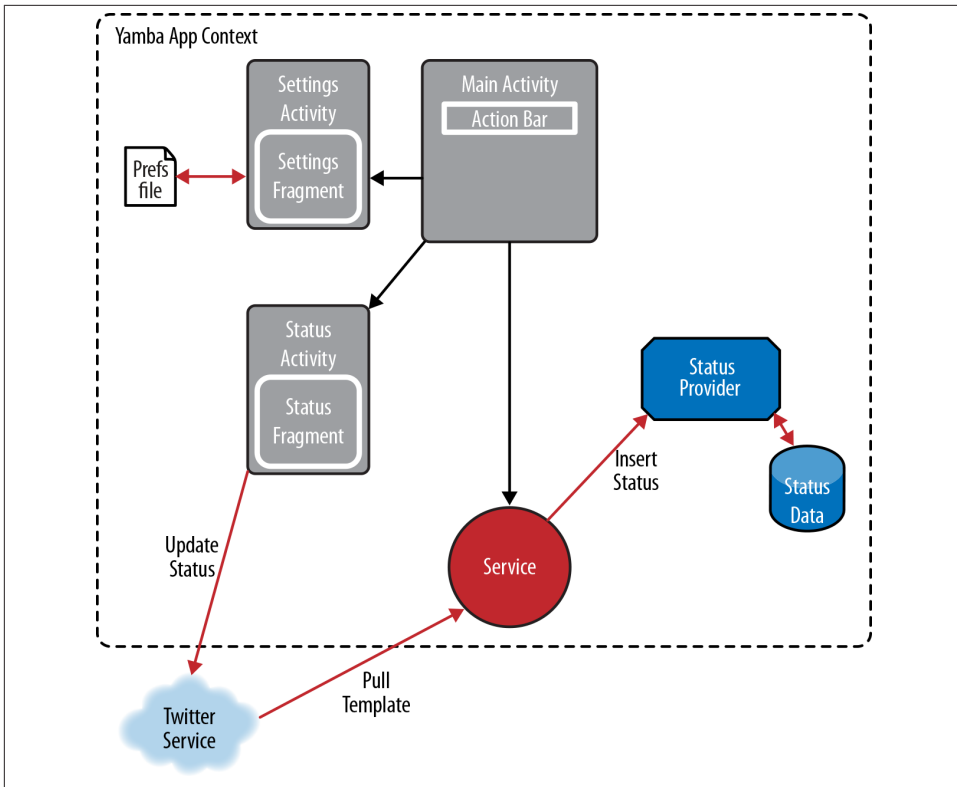 Yamba App Context
Settings
Activity
Settings
Fragment
Main Activity
Action Bar
Prefs
file
Status
Activity
Status
Fragment
Status
Provider
Insert
Status
Status
Data
Update
Status
Service
Pull
Template
Twitter
Service